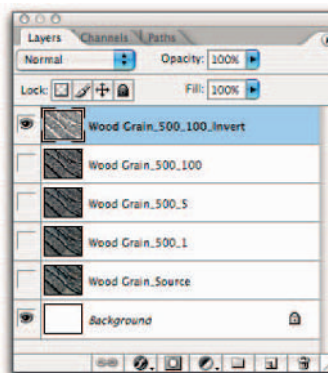 Layers Channels Paths
Normal Opacity: 100%
Lock: Fill: 100%
Wood Grain_500_100_Invert
Wood Grain_500_100
Wood Grain_500_5
Wood Grain_500_1
Wood Grain_Source
Background